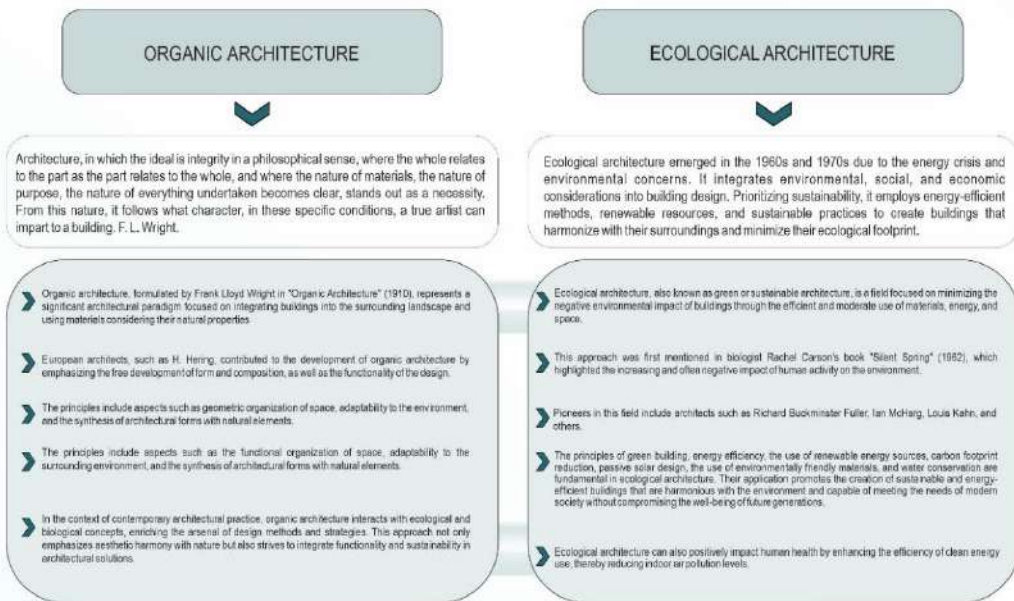 ORGANIC ARCHITECTURE
Architecture, in which the ideal is integrity in a philosophical sense, where the whole relates
to the part as the part relates to the whole, and where the nature of materials, the nature of
purpose, the nature of everything undertaken becomes clear, stands out as a necessity.
From this nature, it follows what character, in these specific conditions, a true artist can
impart to a building. F. L. Wright.
Organic architecture, formulated by Frank Lloyd Wright in "Organic Architecture" (1910), represents a
significant architectural paradigm focused on integrating buildings into the surrounding landscape and
using materials considering their natural properties
European architects, such as H. Hering, contributed to the development of organic architecture by
emphasizing the free development of form and composition, as well as the functionality of the design.
The principles include aspects such as geometric organization of space, adaptability to the environment,
and the synthesis of architectural forms with natural elements.
The principles include aspects such as the functional organization of space, adaptability to the
surrounding environment, and the synthesis of architectural forms with natural elements.
In the context of contemporary architectural practice, organic architecture interacts with ecological and
biological concepts, enriching the arsenal of design methods and strategies. This approach not only
emphasizes aesthetic harmony with nature but also strives to integrate functionality and sustainability in
architectural solutions.
ECOLOGICAL ARCHITECTURE
Ecological architecture emerged in the 1960s and 1970s due to the energy crisis and
environmental concerns. It integrates environmental, social, and economic
considerations into building design. Prioritizing sustainability, it employs energy-efficient
methods, renewable resources, and sustainable practices to create buildings that
harmonize with their surroundings and minimize their ecological footprint.
Ecological architecture, also known as green or sustainable architecture, is a field focused on minimizing the
negative environmental impact of buildings through the efficient and moderate use of materials, energy, and
space.
This approach was first mentioned in biologist Rachel Carson's book "Silent Spring" (1962), which
highlighted the increasing and often negative impact of human activity on the environment.
Pioneers in this field include architects such as Richard Buckminster Fuller, Ian McHarg, Louis Kahn, and
others.
The principles of green building, energy efficiency, the use of renewable energy sources, carbon footprint
reduction, passive solar design, the use of environmentally friendly materials, and water conservation are
fundamental in ecological architecture. Their application promotes the creation of sustainable and energy-
efficient buildings that are harmonious with the environment and capable of meeting the needs of modern
society without compromising the well-being of future generations.
Ecological architecture can also positively impact human health by enhancing the efficiency of clean energy
use, thereby reducing indoor air pollution levels.